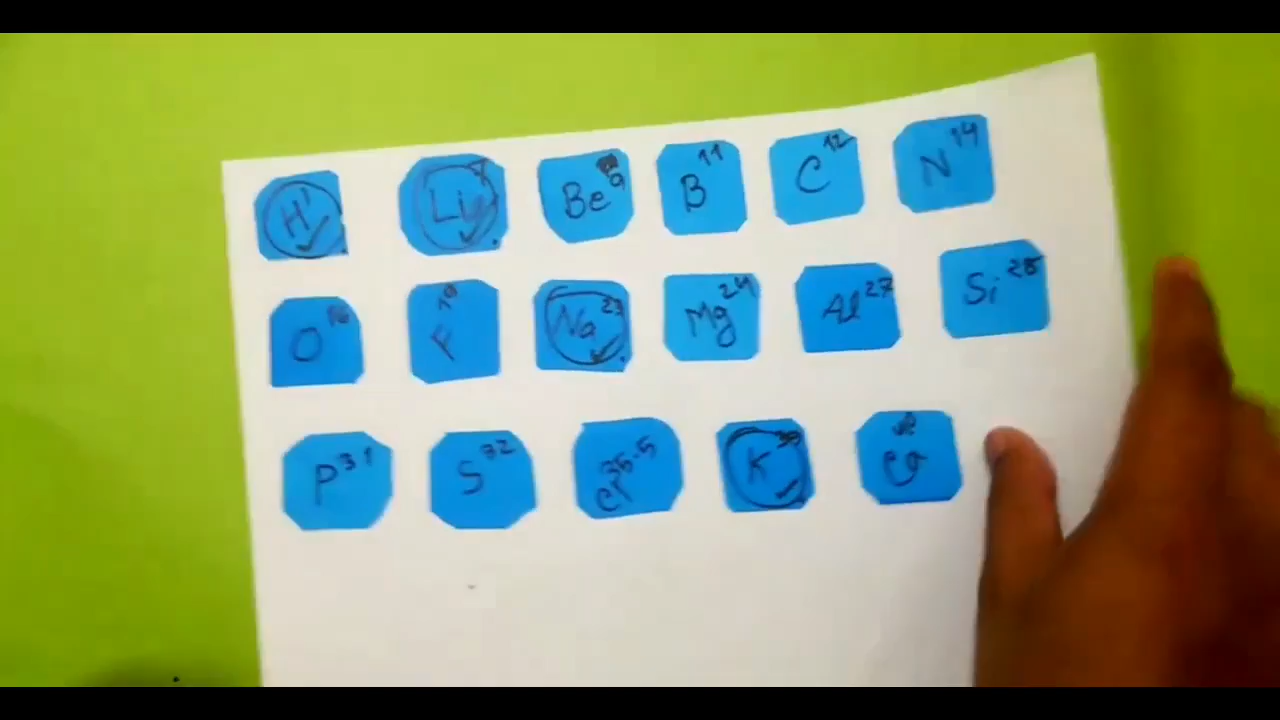 H¹ Li⁷ Be⁹ B¹¹ C¹² N¹⁴
O¹⁶ F¹⁹ Na²³ Mg²⁴ Al²⁷ Si²⁸
P³¹ S³² Cl³⁵·⁵ K³⁹ Ca